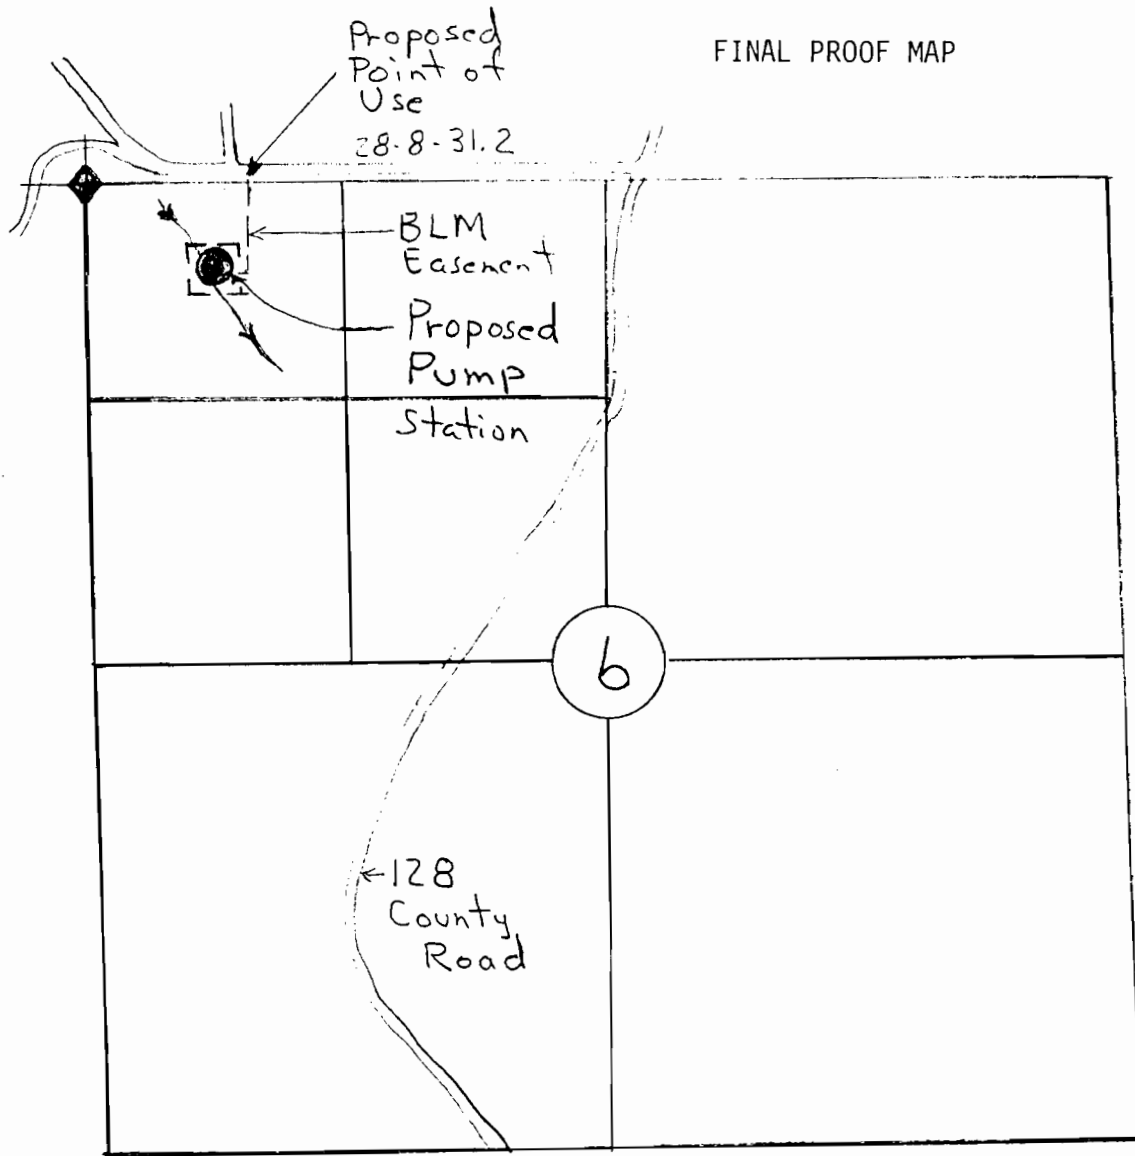 FINAL PROOF MAP
Proposed
Point of
Use
28-8-31.2
BLM
Easement
Proposed
Pump
Station
6
128
County
Road